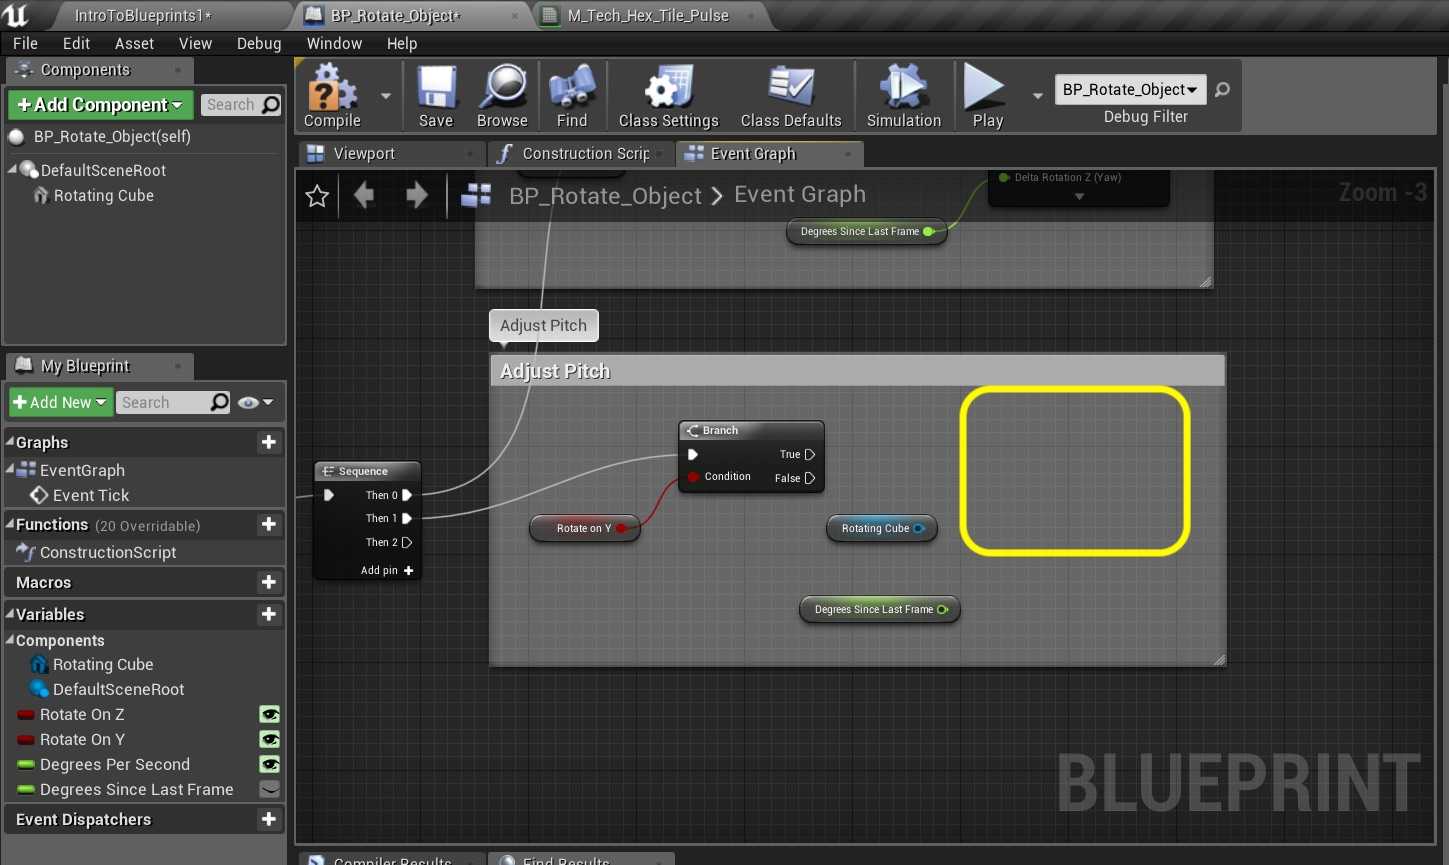 IntroToBlueprints1*
BP_Rotate_Object*
M_Tech_Hex_Tile_Pulse
File Edit Asset View Debug Window Help
Components
+Add Component
Search
BP_Rotate_Object(self)
DefaultSceneRoot
Rotating Cube
Compile
Save
Browse
Find
Class Settings
Class Defaults
Simulation
Play
BP_Rotate_Object
Debug Filter
Viewport
Construction Scrip
Event Graph
BP_Rotate_Object > Event Graph
Zoom -3
Delta Rotation Z (Yaw)
Degrees Since Last Frame
Adjust Pitch
Adjust Pitch
Sequence
Then 0
Then 1
Then 2
Add pin +
Branch
True
Condition
False
Rotate on Y
Rotating Cube
Degrees Since Last Frame
BLUEPRINT
My Blueprint
+Add New
Search
Graphs
EventGraph
Event Tick
Functions (20 Overridable)
ConstructionScript
Macros
Variables
Components
Rotating Cube
DefaultSceneRoot
Rotate On Z
Rotate On Y
Degrees Per Second
Degrees Since Last Frame
Event Dispatchers
Compiler Results
Find Results